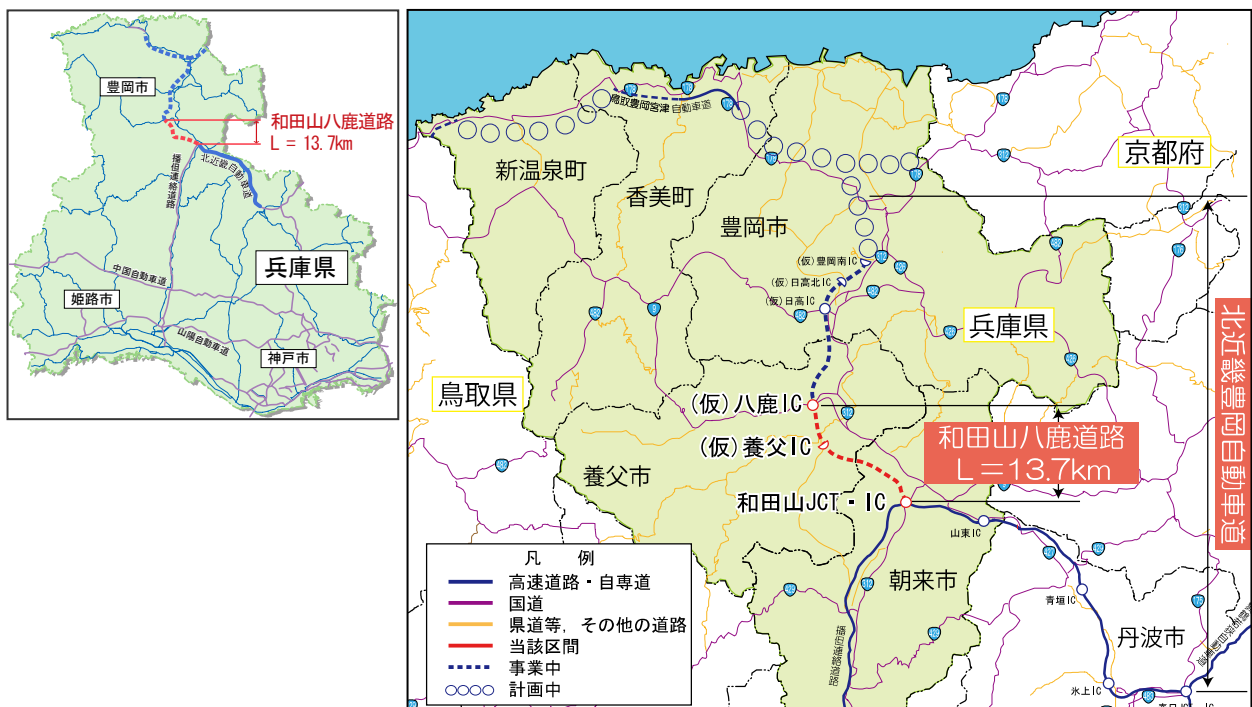 豊岡市
和田山八鹿道路
L = 13.7km
北近畿自動車道
播但連絡道路
兵庫県
中国自動車道
姫路市
山陽自動車道
神戸市
鳥取豊岡宮津自動車道
178
新温泉町
香美町
京都府
豊岡市
(仮)豊岡南IC
(仮)日高北IC
(仮)日高IC
482
9
兵庫県
鳥取県
(仮)八鹿IC
312
(仮)養父IC
和田山八鹿道路
L=13.7km
養父市
和田山JCT・IC
山東IC
北近畿豊岡自動車道
朝来市
青垣IC
丹波市
播但連絡道路
429
312
176
175
氷上IC
凡 例
高速道路・自専道
国道
県道等，その他の道路
当該区間
事業中
計画中